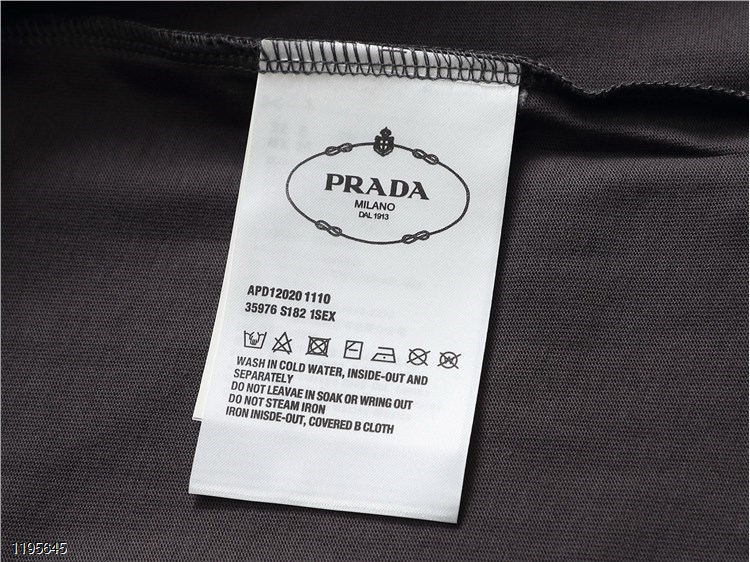 PRADA
MILANO
DAL 1913
APD12020 1110
35976 S182 1SEX
WASH IN COLD WATER, INSIDE-OUT AND
SEPARATELY
DO NOT LEAVAE IN SOAK OR WRING OUT
DO NOT STEAM IRON
IRON INISDE-OUT, COVERED B CLOTH
1195645